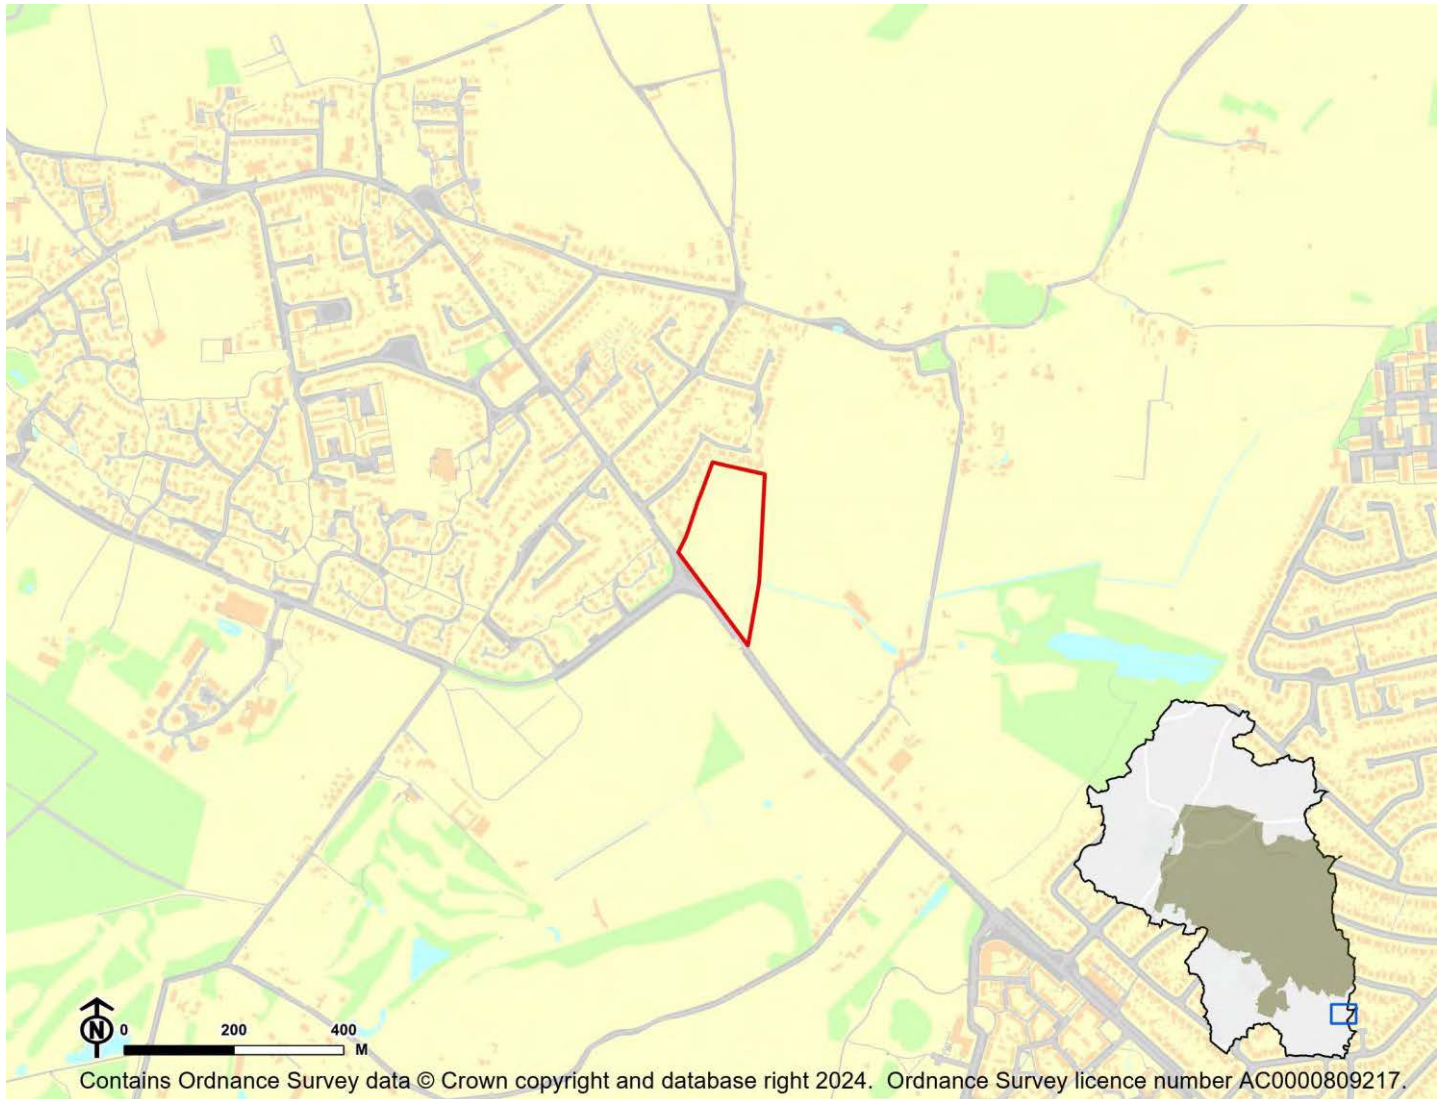 N 0 200 400
M
Contains Ordnance Survey data © Crown copyright and database right 2024. Ordnance Survey licence number AC0000809217.